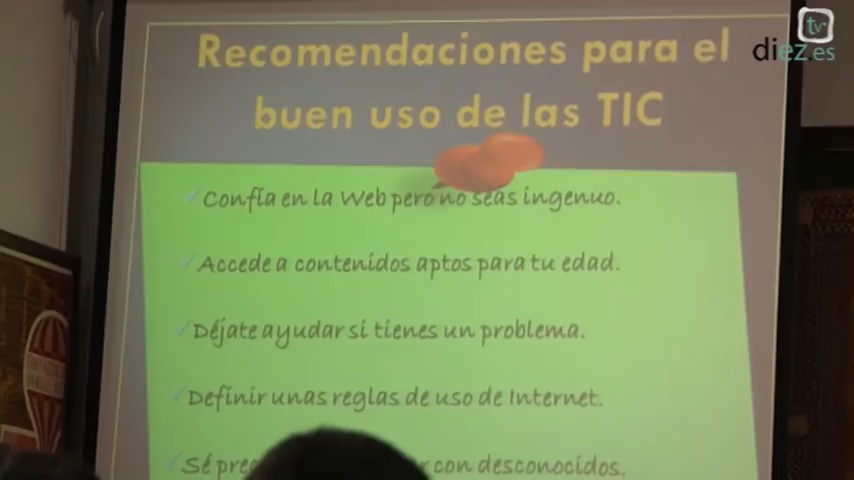 tv
diez.es
Recomendaciones para el
buen uso de las TIC
Confía en la Web pero no seas ingenuo.
Accede a contenidos aptos para tu edad.
Déjate ayudar si tienes un problema.
Definir unas reglas de uso de Internet.
Sé con desconocidos.